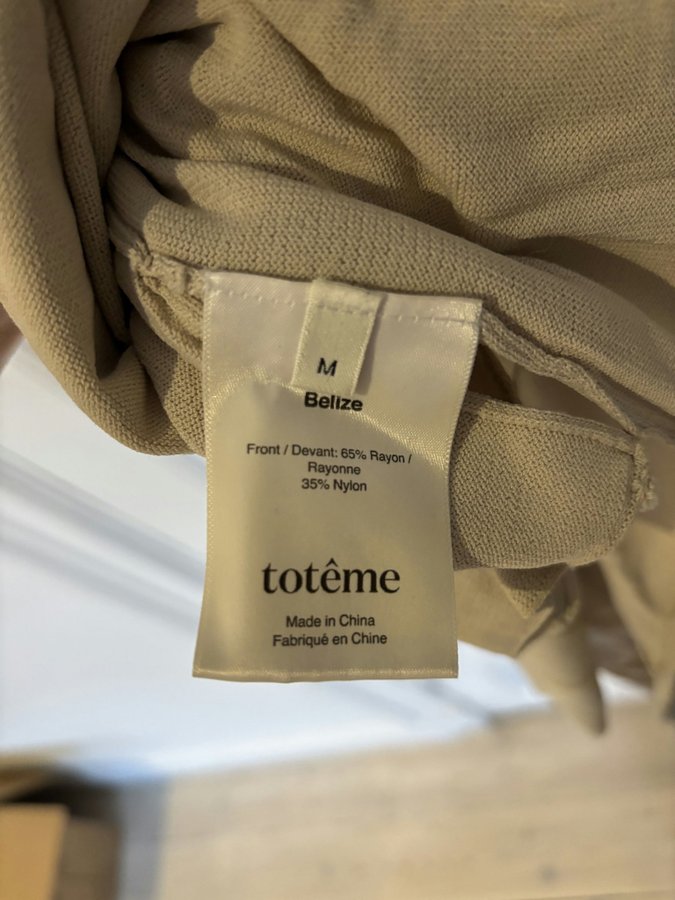 M
Belize
Front / Devant: 65% Rayon /
Rayonne
35% Nylon
totême
Made in China
Fabriqué en Chine